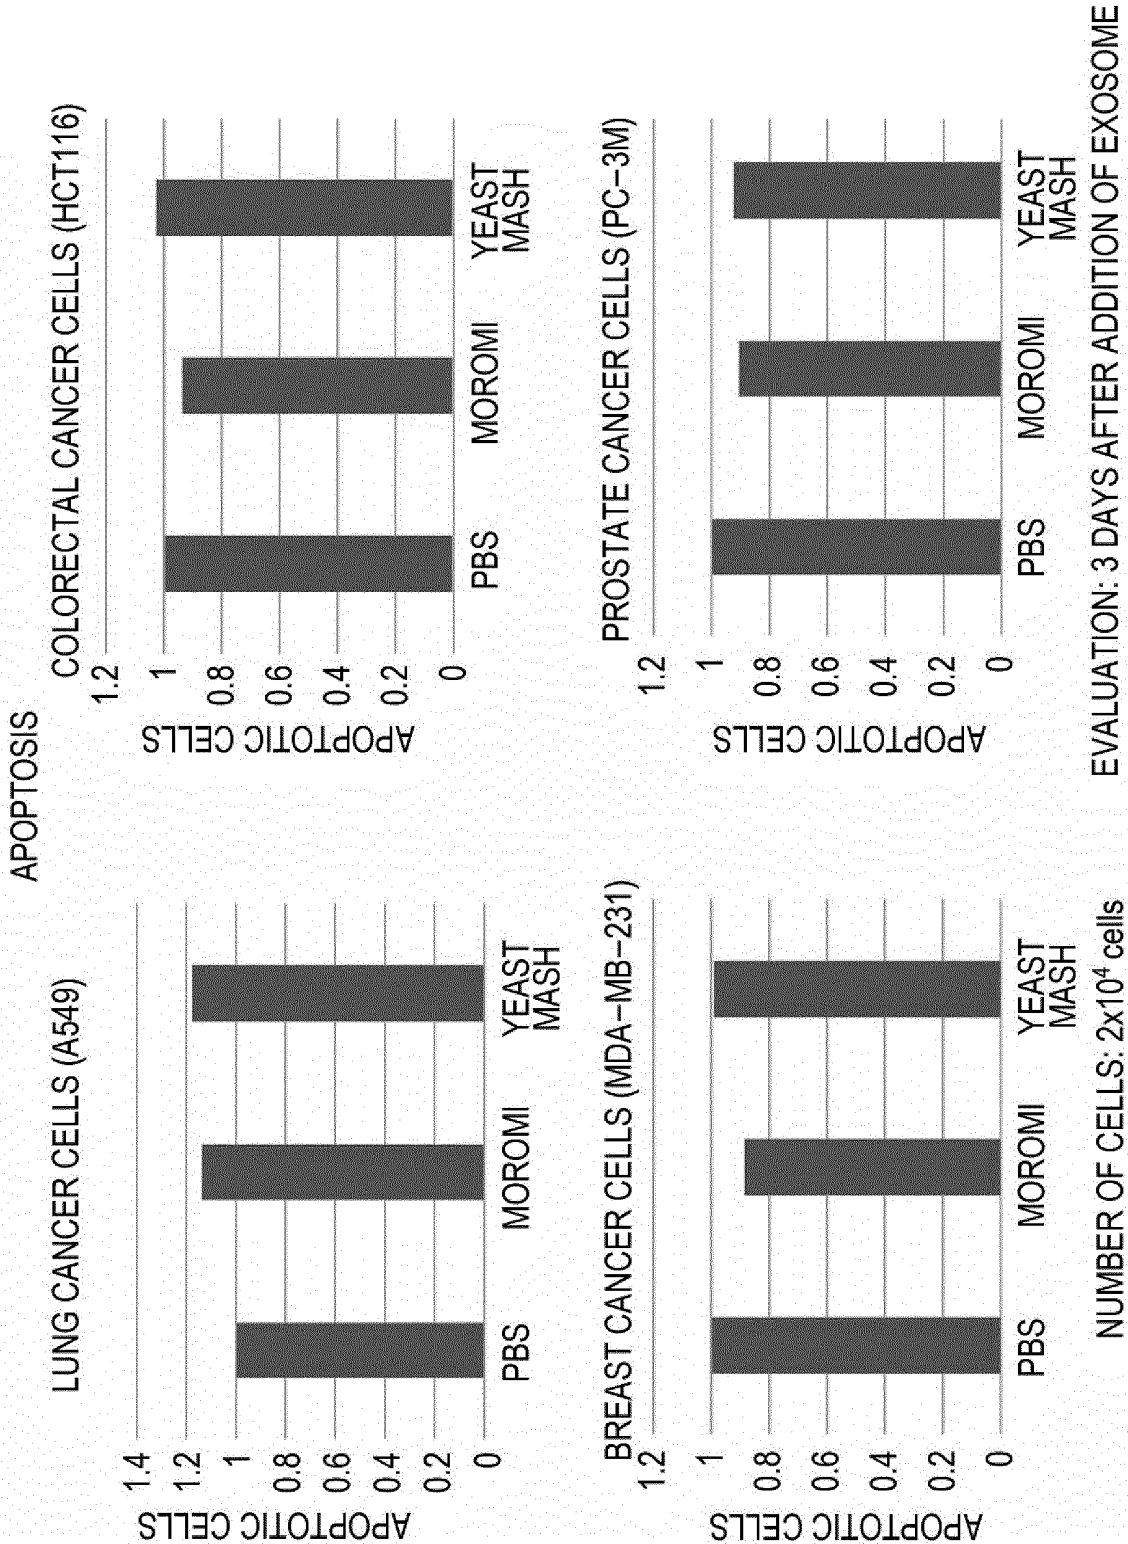 APOPTOSIS
LUNG CANCER CELLS (A549)
APOPTOTIC CELLS
1.4
1.2
1
0.8
0.6
0.4
0.2
0
PBS
MOROMI
YEAST
MASH
COLORECTAL CANCER CELLS (HCT116)
APOPTOTIC CELLS
1.2
1
0.8
0.6
0.4
0.2
0
PBS
MOROMI
YEAST
MASH
BREAST CANCER CELLS (MDA-MB-231)
APOPTOTIC CELLS
1.2
1
0.8
0.6
0.4
0.2
0
PBS
MOROMI
YEAST
MASH
PROSTATE CANCER CELLS (PC-3M)
APOPTOTIC CELLS
1.2
1
0.8
0.6
0.4
0.2
0
PBS
MOROMI
YEAST
MASH
NUMBER OF CELLS: 2x10⁴ cells
EVALUATION: 3 DAYS AFTER ADDITION OF EXOSOME